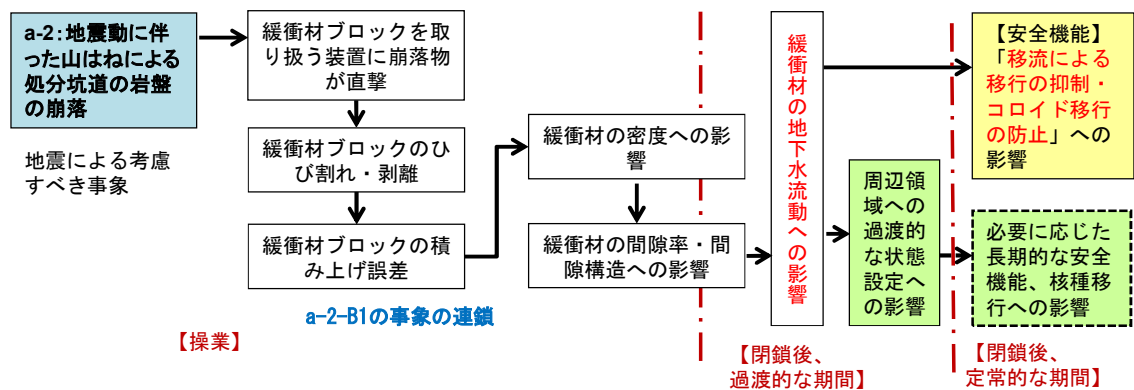 a-2:地震動に伴
った山はねによる
処分坑道の岩盤
の崩落
地震による考慮
すべき事象
緩衝材ブロックを取
り扱う装置に崩落物
が直撃
緩衝材ブロックのひ
び割れ・剥離
緩衝材ブロックの積
み上げ誤差
a-2-B1の事象の連鎖
【操業】
緩衝材の密度への影
響
緩衝材の間隙率・間
隙構造への影響
緩衝材の地下水流動への影響
周辺領
域への
過渡的
な状態
設定へ
の影響
【閉鎖後、
過渡的な期間】
【安全機能】
「移流による
移行の抑制・
コロイド移行
の防止」への
影響
必要に応じた
長期的な安全
機能、核種移
行への影響
【閉鎖後、
定常的な期間】